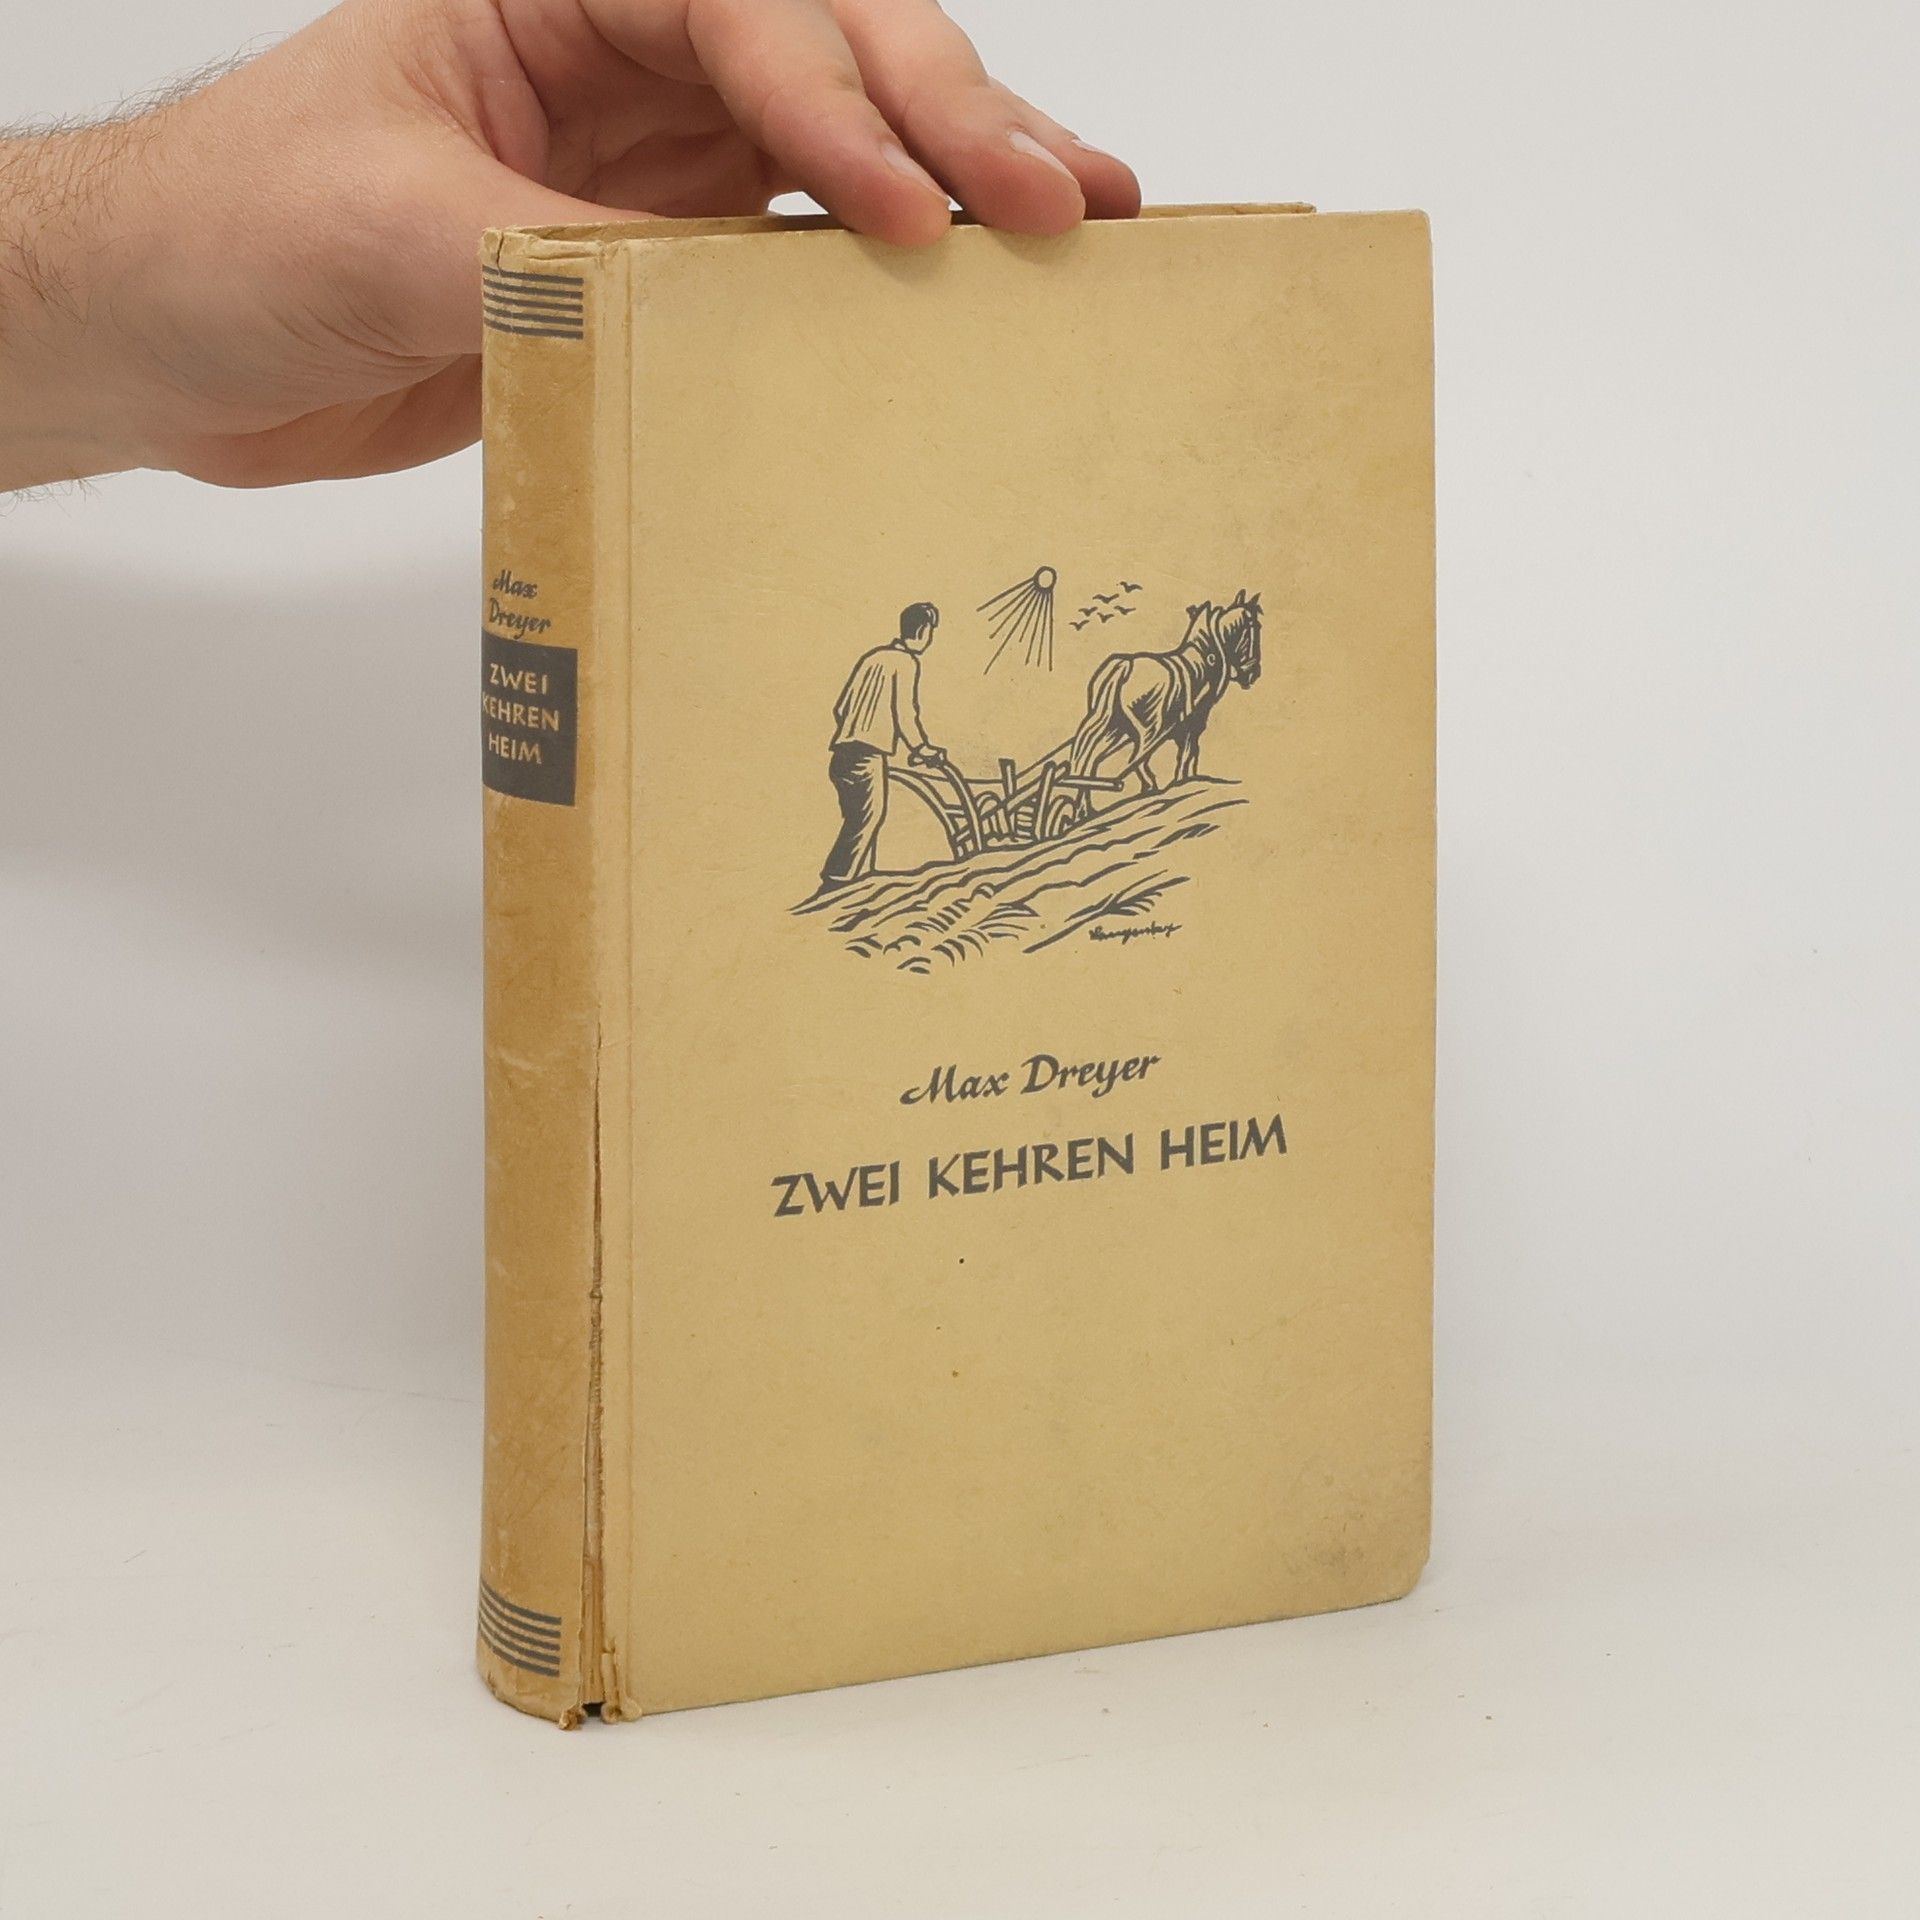 Max
Dreyer
ZWEI
KEHREN
HEIM
Max Dreyer
ZWEI KEHREN HEIM